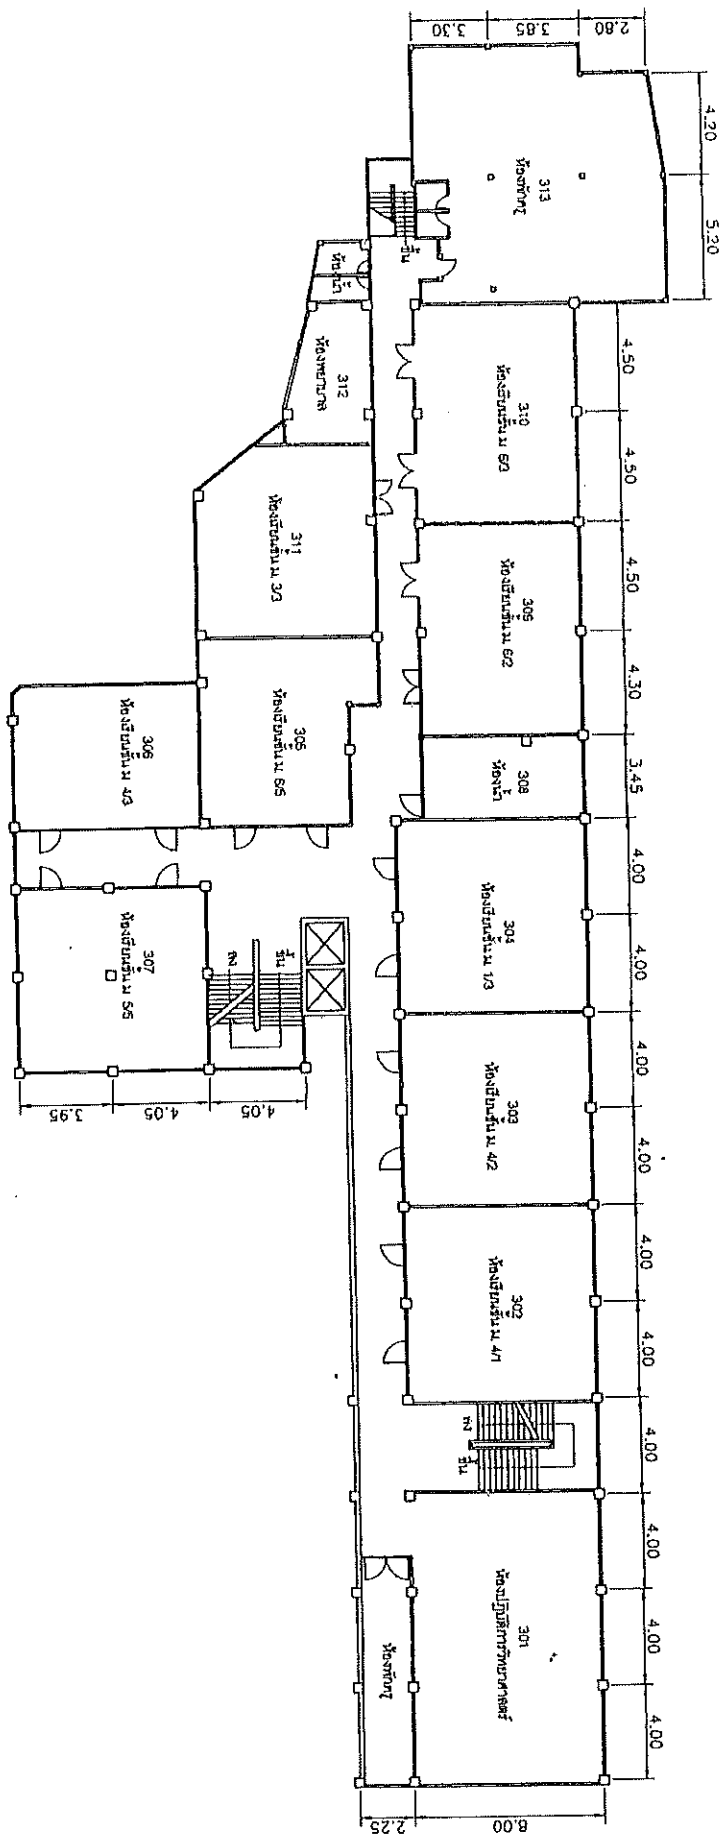 3.30
3.85
2.80
4.20
5.20
313
ห้องพักครู
ขึ้น
ห้องน้ำ
312
ห้องพยาบาล
310
ห้องเรียนชั้น ม. 6/3
4.50
4.50
311
ห้องเรียนชั้น ม. 3/3
309
ห้องเรียนชั้น ม. 6/2
4.50
4.30
305
ห้องเรียนชั้น ม. 6/5
306
ห้องเรียนชั้น ม. 4/3
308
ห้องน้ำ
3.45
307
ห้องเรียนชั้น ม. 5/5
ขึ้น
ลง
304
ห้องเรียนชั้น ม. 1/3
4.00
4.00
3.95
4.05
4.05
303
ห้องเรียนชั้น ม. 4/2
4.00
4.00
302
ห้องเรียนชั้น ม. 4/1
4.00
4.00
ลง
ขึ้น
4.00
301
ห้องปฏิบัติการวิทยาศาสตร์
ห้องพักครู
4.00
4.00
4.00
2.25
8.00